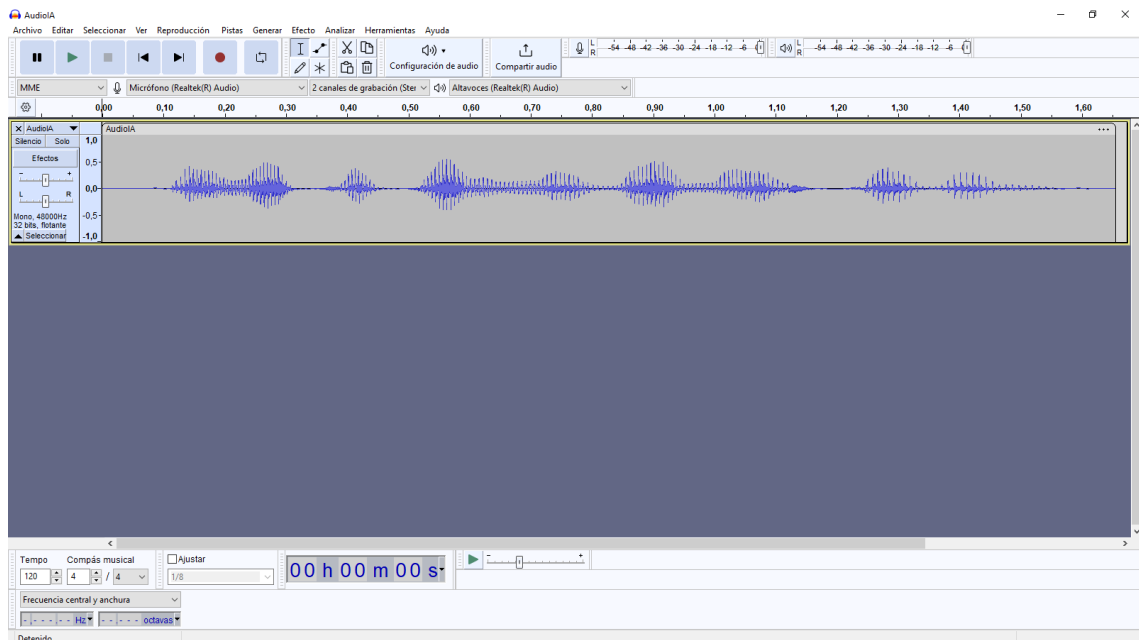 AudioIA
Archivo Editar Seleccionar Ver Reproducción Pistas Generar Efecto Analizar Herramientas Ayuda
L R -54 -48 -42 -36 -30 -24 -18 -12 -6 0
L R -54 -48 -42 -36 -30 -24 -18 -12 -6 0
Configuración de audio Compartir audio
MME Micrófono (Realtek(R) Audio) 2 canales de grabación (Ster Altavoces (Realtek(R) Audio)
0,00 0,10 0,20 0,30 0,40 0,50 0,60 0,70 0,80 0,90 1,00 1,10 1,20 1,30 1,40 1,50 1,60
AudioIA AudioIA ...
Silencio Solo 1,0
Efectos 0,5
- +
0,0
L R
Mono, 48000Hz -0,5
32 bits, flotante
Seleccionar -1,0
Tempo Compás musical Ajustar
120 4 / 4 1/8 00 h 00 m 00 s
- +
Frecuencia central y anchura
- , - - - , - - Hz - - , - - - octavas
Detenido.